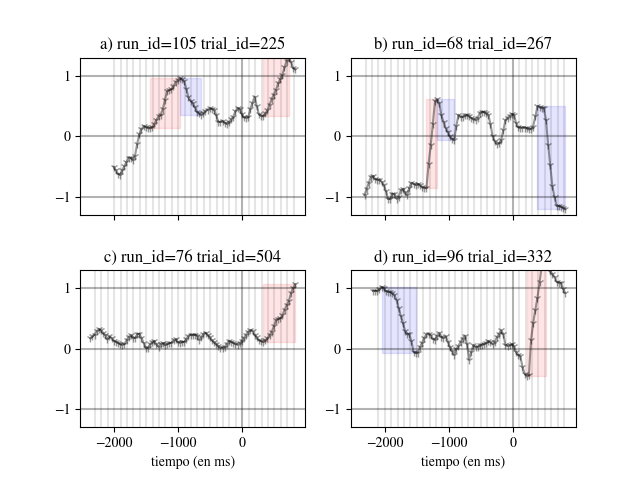 a) run_id=105 trial_id=225
b) run_id=68 trial_id=267
1
0
−1
1
0
−1
c) run_id=76 trial_id=504
d) run_id=96 trial_id=332
1
0
−1
1
0
−1
−2000 −1000 0
−2000 −1000 0
tiempo (en ms)
tiempo (en ms)